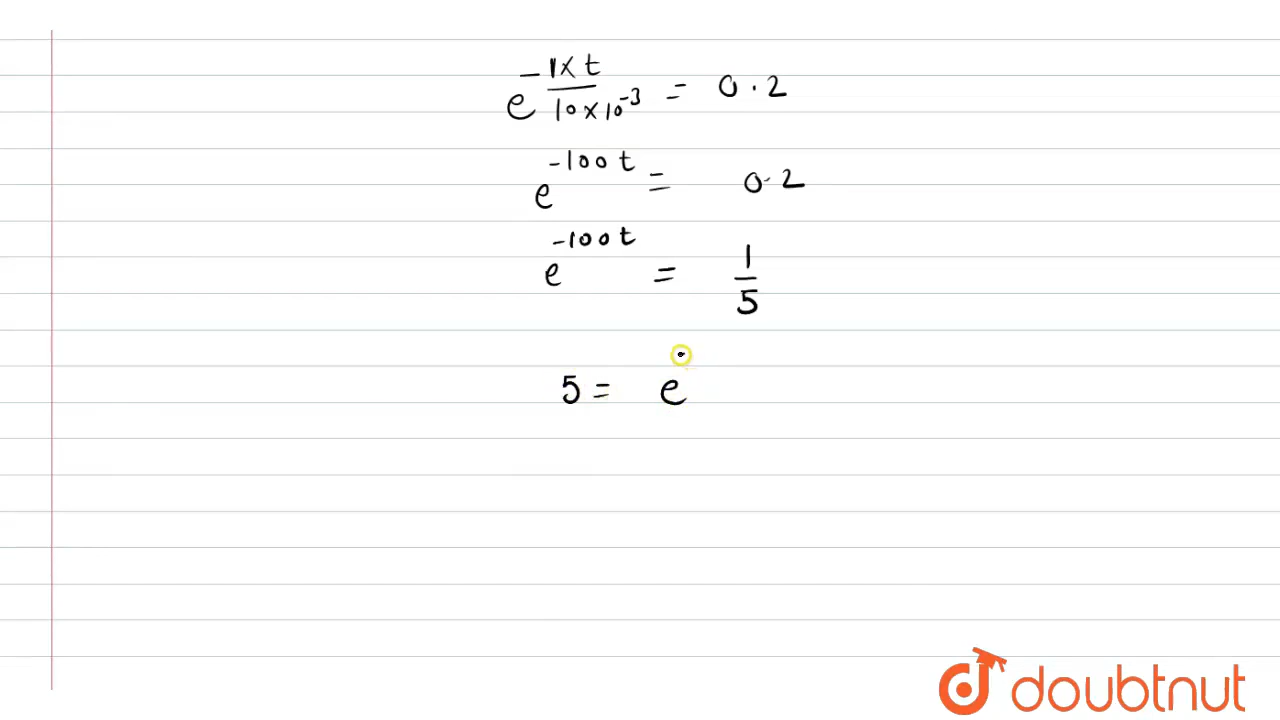 e^(-1×t / 10×10^-3) = 0.2
e^(-100t) = 0.2
e^(-100t) = 1/5
5 = e
doubtnut